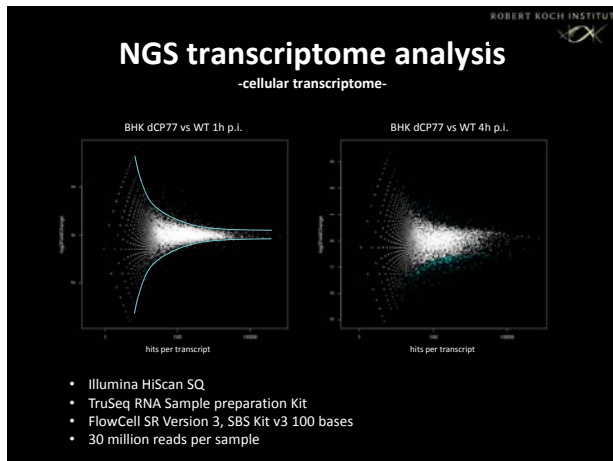 ROBERT KOCH INSTITUT
NGS transcriptome analysis
-cellular transcriptome-
BHK dCP77 vs WT 1h p.i.
BHK dCP77 vs WT 4h p.i.
hits per transcript
hits per transcript
• Illumina HiScan SQ
• TruSeq RNA Sample preparation Kit
• FlowCell SR Version 3, SBS Kit v3 100 bases
• 30 million reads per sample